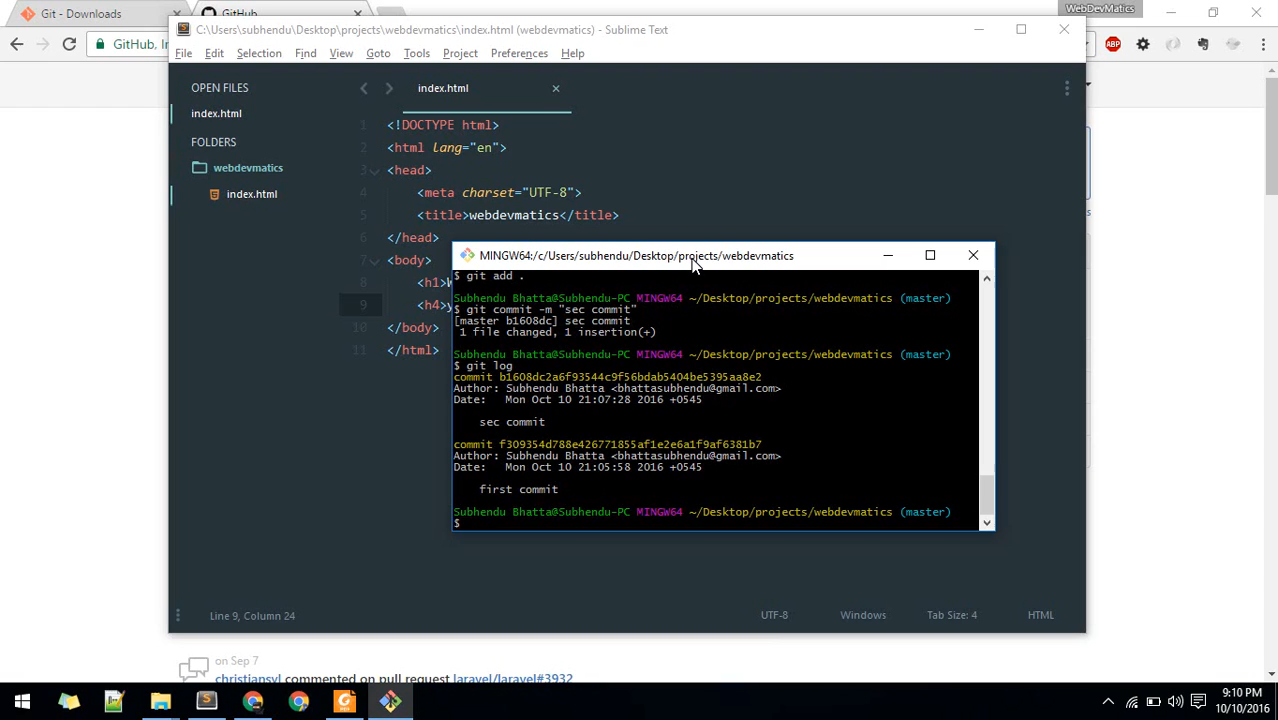 Git - Downloads
GitHub
WebDevMatics
GitHub, In
ABP
C:\Users\subhendu\Desktop\projects\webdevmatics\index.html (webdevmatics) - Sublime Text
File Edit Selection Find View Goto Tools Project Preferences Help
OPEN FILES
index.html
FOLDERS
webdevmatics
index.html
index.html
1 <!DOCTYPE html>
2 <html lang="en">
3 <head>
4 <meta charset="UTF-8">
5 <title>webdevmatics</title>
6 </head>
7 <body>
8 <h1>W
9 <h4>y
10 </body>
11 </html>
MINGW64:/c/Users/subhendu/Desktop/projects/webdevmatics
$ git add .
Subhendu Bhatta@Subhendu-PC MINGW64 ~/Desktop/projects/webdevmatics (master)
$ git commit -m "sec commit"
[master b1608dc] sec commit
1 file changed, 1 insertion(+)
Subhendu Bhatta@Subhendu-PC MINGW64 ~/Desktop/projects/webdevmatics (master)
$ git log
commit b1608dc2a6f93544c9f56bdab5404be5395aa8e2
Author: Subhendu Bhatta <bhattasubhendu@gmail.com>
Date: Mon Oct 10 21:07:28 2016 +0545
sec commit
commit f309354d788e426771855af1e2e6a1f9af6381b7
Author: Subhendu Bhatta <bhattasubhendu@gmail.com>
Date: Mon Oct 10 21:05:58 2016 +0545
first commit
Subhendu Bhatta@Subhendu-PC MINGW64 ~/Desktop/projects/webdevmatics (master)
$
Line 9, Column 24
UTF-8 Windows Tab Size: 4 HTML
on Sep 7
christiansyl commented on pull request laravel/laravel#3932
9:10 PM
10/10/2016